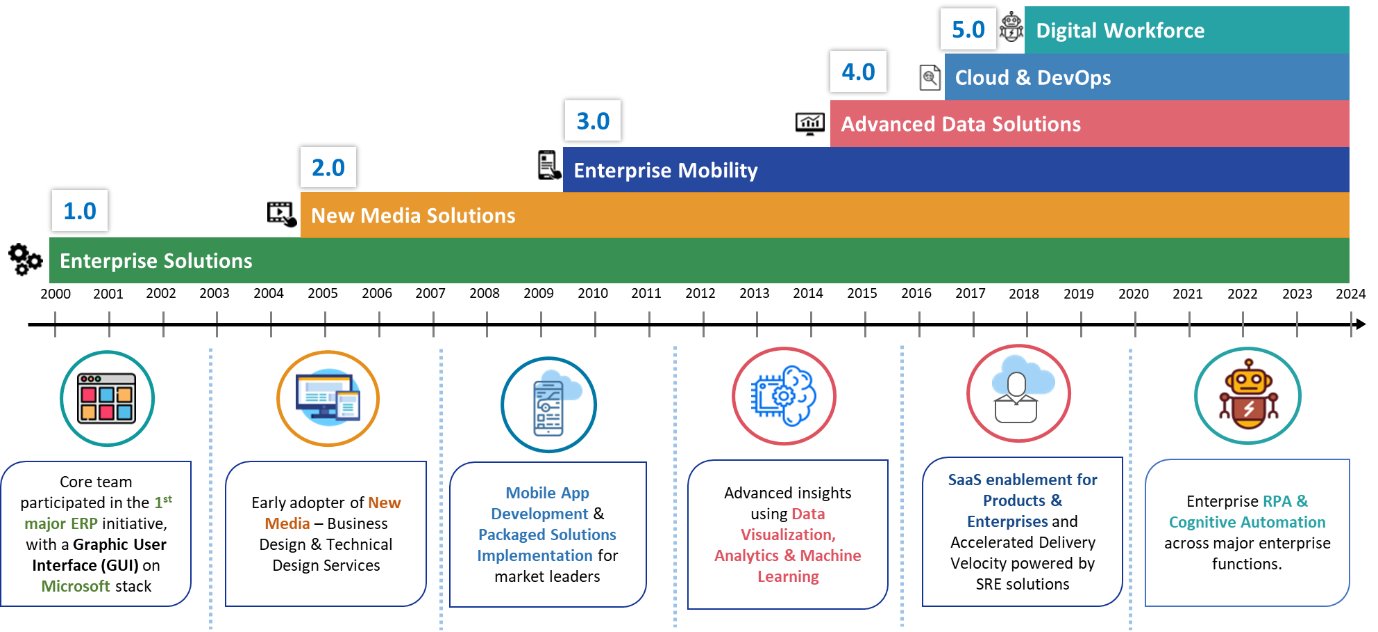 5.0
Digital Workforce
4.0
Cloud & DevOps
Advanced Data Solutions
3.0
Enterprise Mobility
2.0
New Media Solutions
1.0
Enterprise Solutions
2000 2001 2002 2003 2004 2005 2006 2007 2008 2009 2010 2011 2012 2013 2014 2015 2016 2017 2018 2019 2020 2021 2022 2023 2024
Core team
participated in the 1st
major ERP initiative,
with a Graphic User
Interface (GUI) on
Microsoft stack
Early adopter of New
Media – Business
Design & Technical
Design Services
Mobile App
Development &
Packaged Solutions
Implementation for
market leaders
Advanced insights
using Data
Visualization,
Analytics & Machine
Learning
SaaS enablement for
Products &
Enterprises and
Accelerated Delivery
Velocity powered by
SRE solutions
Enterprise RPA &
Cognitive Automation
across major enterprise
functions.